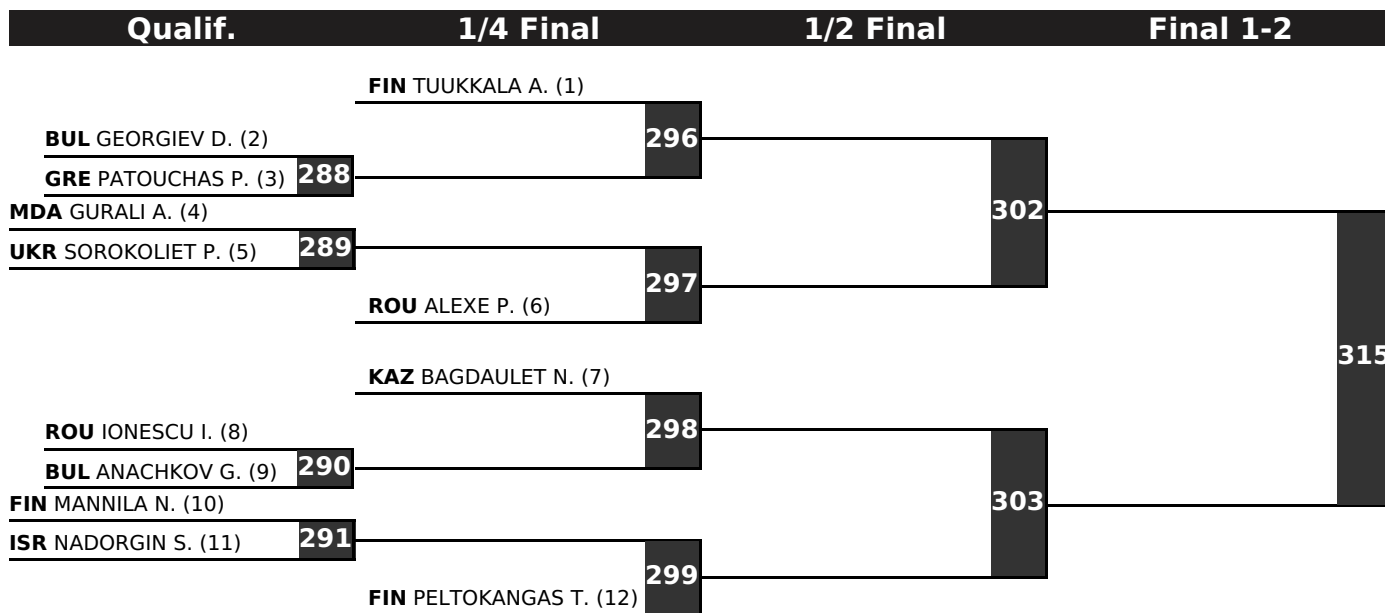 Qualif. 1/4 Final 1/2 Final Final 1-2
FIN TUUKKALA A. (1)
296
BUL GEORGIEV D. (2)
GRE PATOUCHAS P. (3) 288
MDA GURALI A. (4)
302
UKR SOROKOLIET P. (5) 289
297
ROU ALEXE P. (6)
315
KAZ BAGDAULET N. (7)
298
ROU IONESCU I. (8)
BUL ANACHKOV G. (9) 290
FIN MANNILA N. (10)
303
ISR NADORGIN S. (11) 291
299
FIN PELTOKANGAS T. (12)